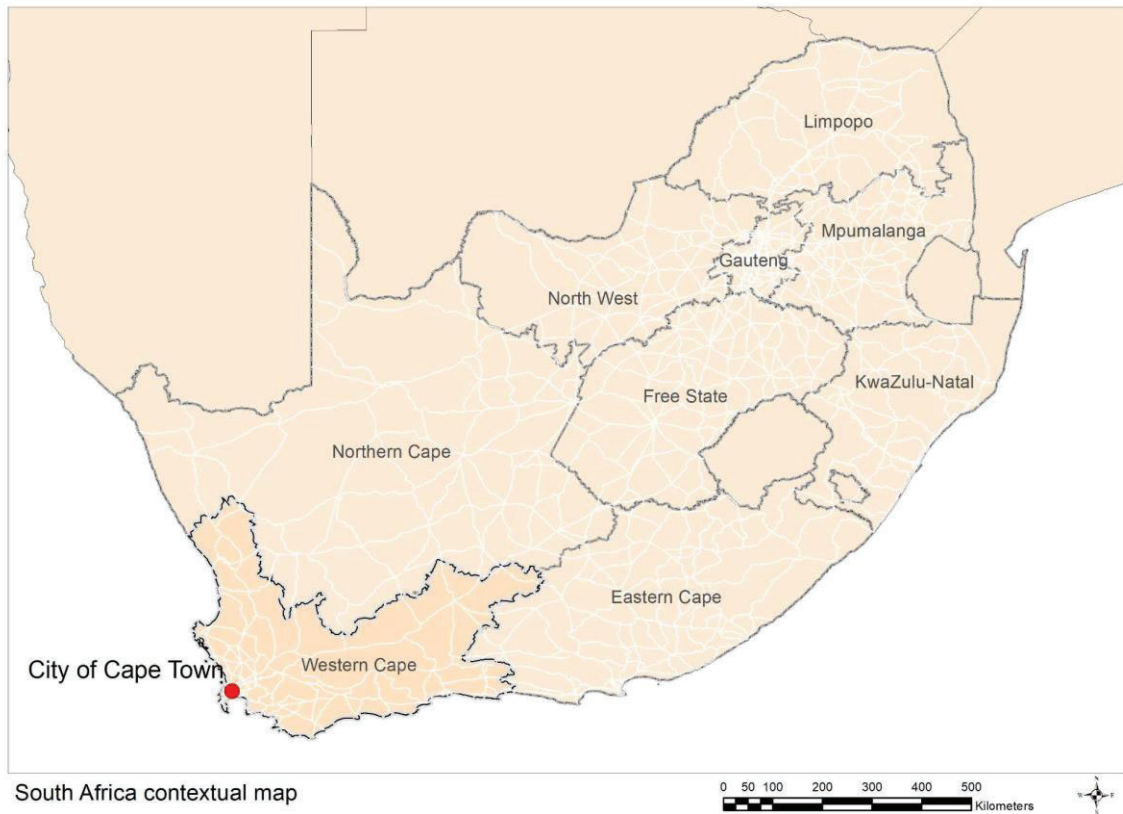 Limpopo
Mpumalanga
Gauteng
North West
KwaZulu-Natal
Free State
Northern Cape
Eastern Cape
Western Cape
City of Cape Town
South Africa contextual map
0 50 100 200 300 400 500
Kilometers
N
W E
S